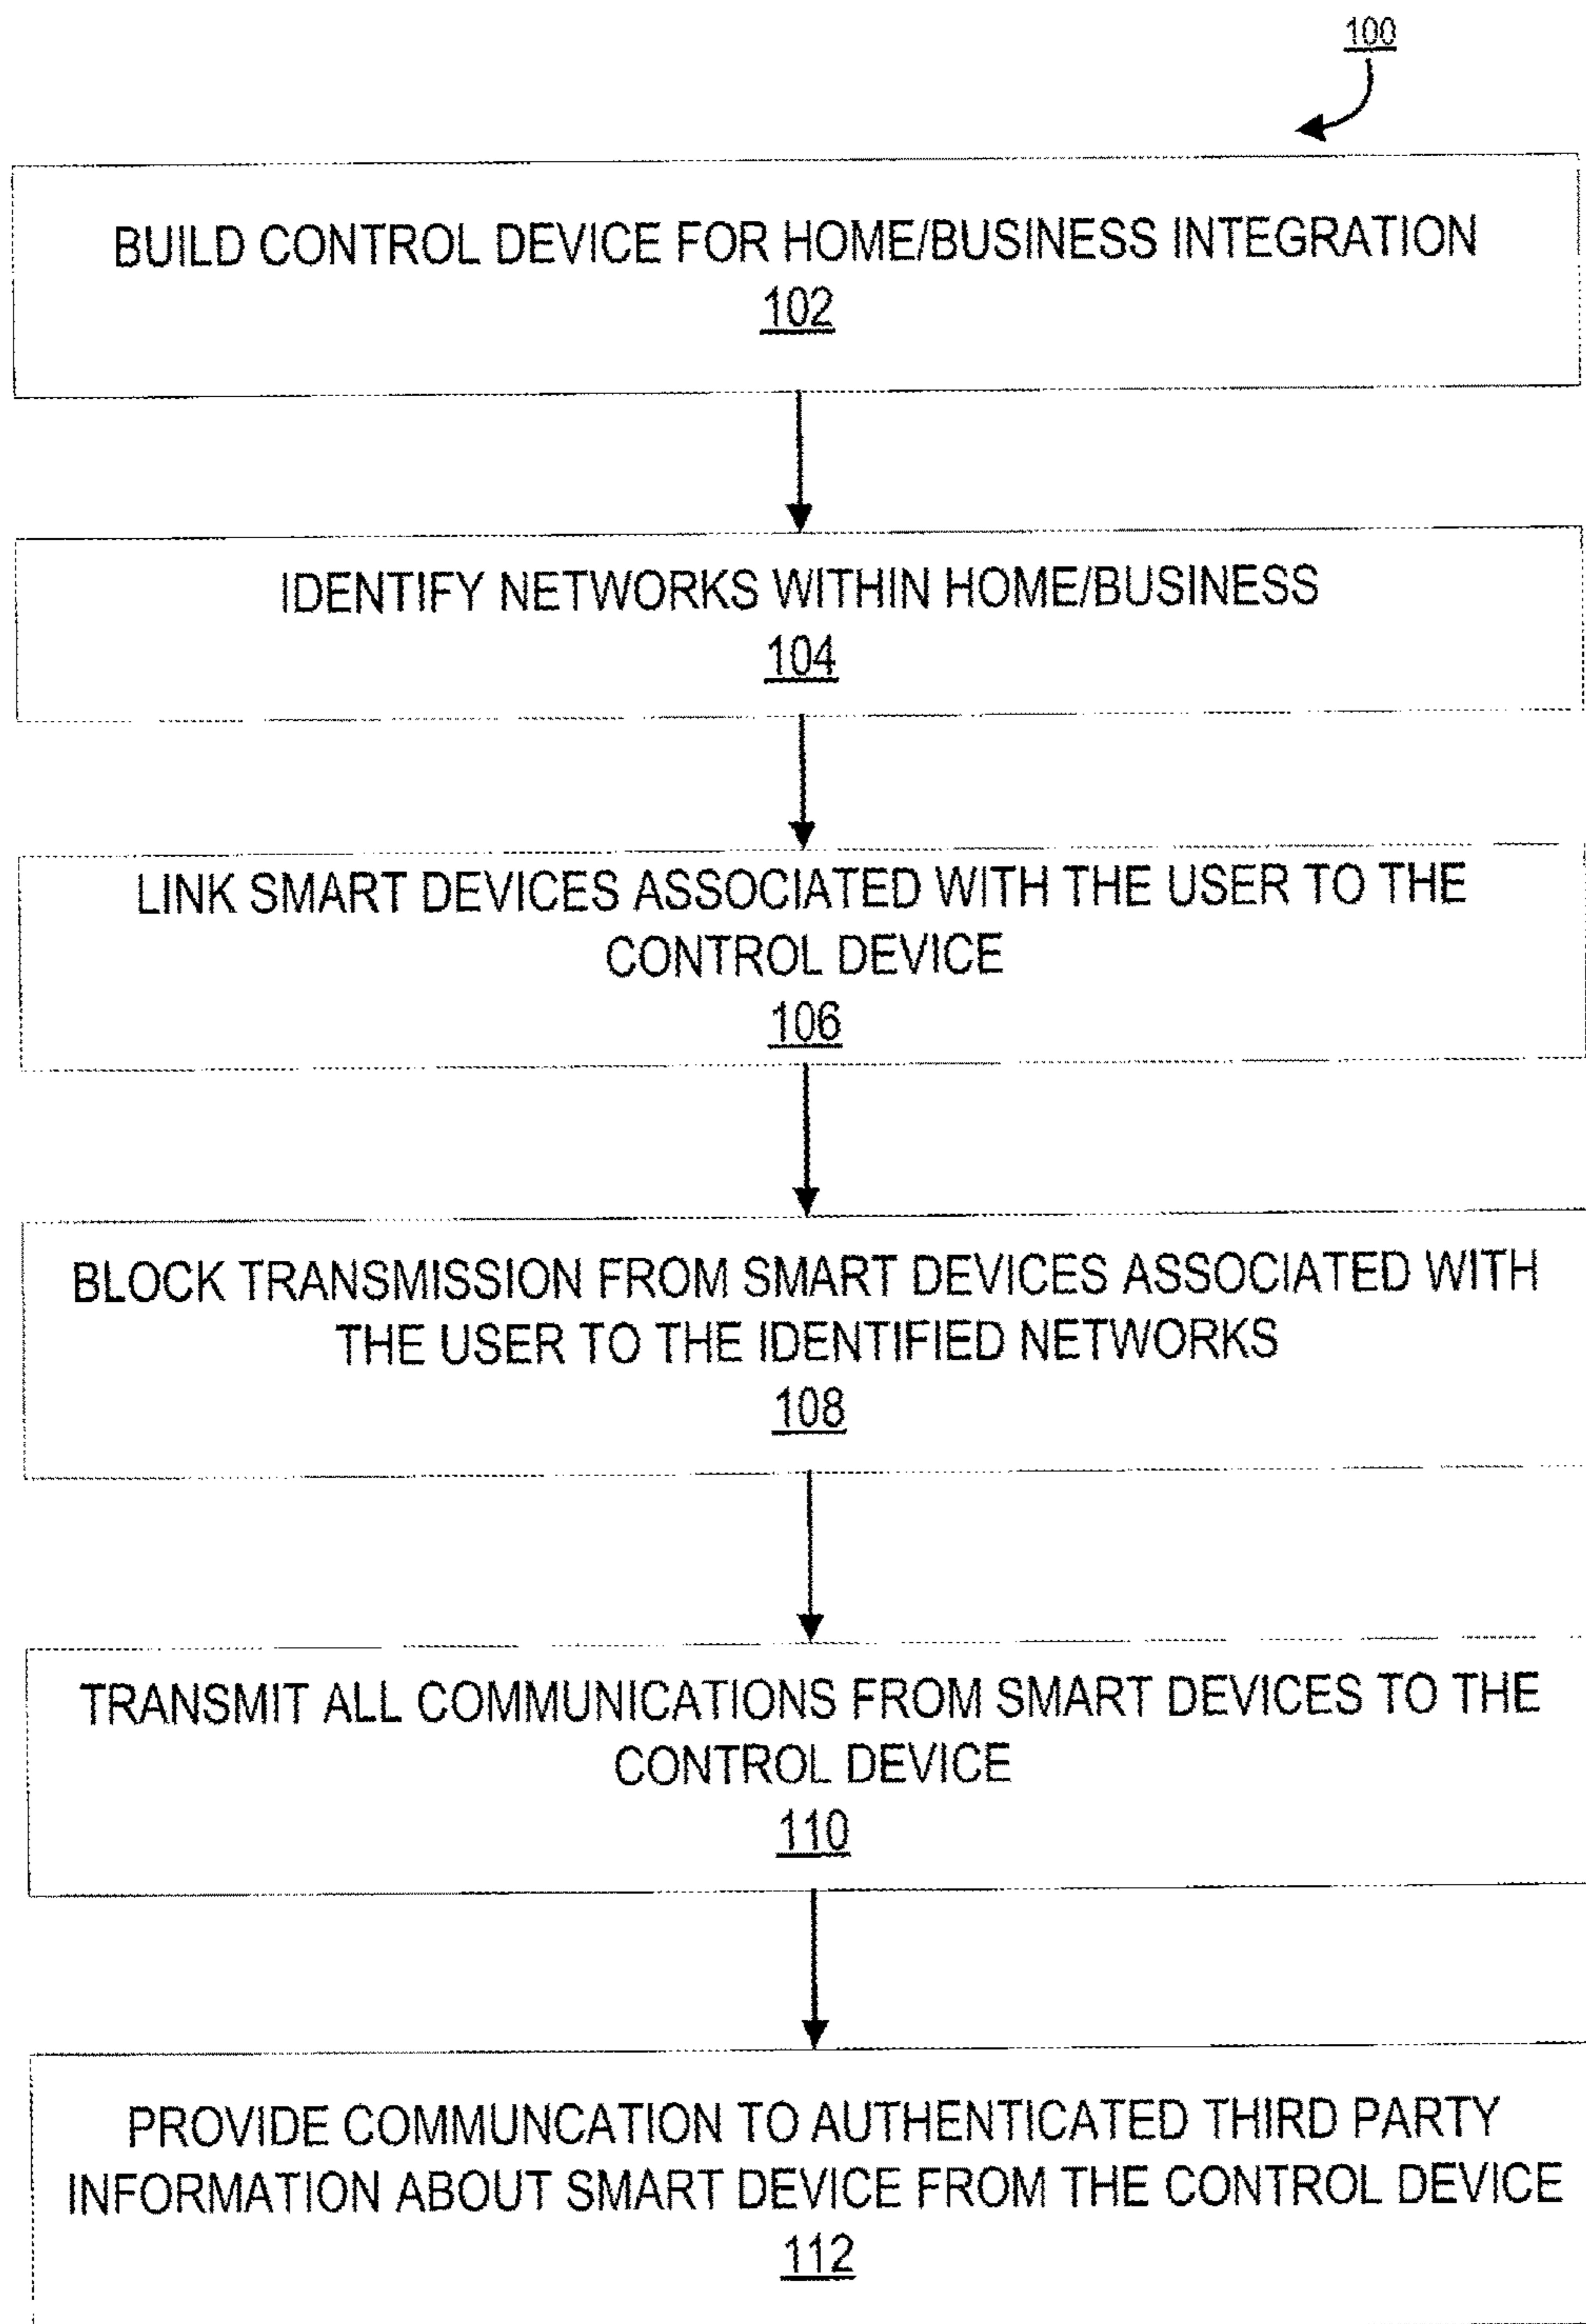 100
BUILD CONTROL DEVICE FOR HOME/BUSINESS INTEGRATION
102
IDENTIFY NETWORKS WITHIN HOME/BUSINESS
104
LINK SMART DEVICES ASSOCIATED WITH THE USER TO THE
CONTROL DEVICE
106
BLOCK TRANSMISSION FROM SMART DEVICES ASSOCIATED WITH
THE USER TO THE IDENTIFIED NETWORKS
108
TRANSMIT ALL COMMUNICATIONS FROM SMART DEVICES TO THE
CONTROL DEVICE
110
PROVIDE COMMUNCATION TO AUTHENTICATED THIRD PARTY
INFORMATION ABOUT SMART DEVICE FROM THE CONTROL DEVICE
112